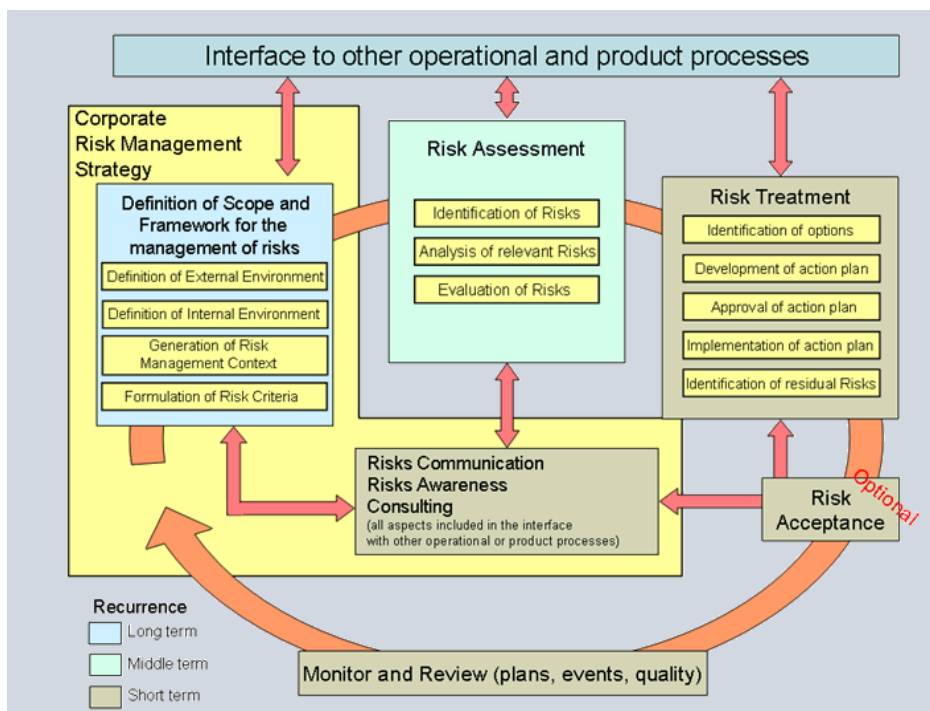 Interface to other operational and product processes
Corporate
Risk Management
Strategy
Definition of Scope and
Framework for the
management of risks
Definition of External Environment
Definition of Internal Environment
Generation of Risk
Management Context
Formulation of Risk Criteria
Risk Assessment
Identification of Risks
Analysis of relevant Risks
Evaluation of Risks
Risk Treatment
Identification of options
Development of action plan
Approval of action plan
Implementation of action plan
Identification of residual Risks
Risks Communication
Risks Awareness
Consulting
(all aspects included in the interface
with other operational or product processes)
Risk
Acceptance
Optional
Monitor and Review (plans, events, quality)
Recurrence
Long term
Middle term
Short term